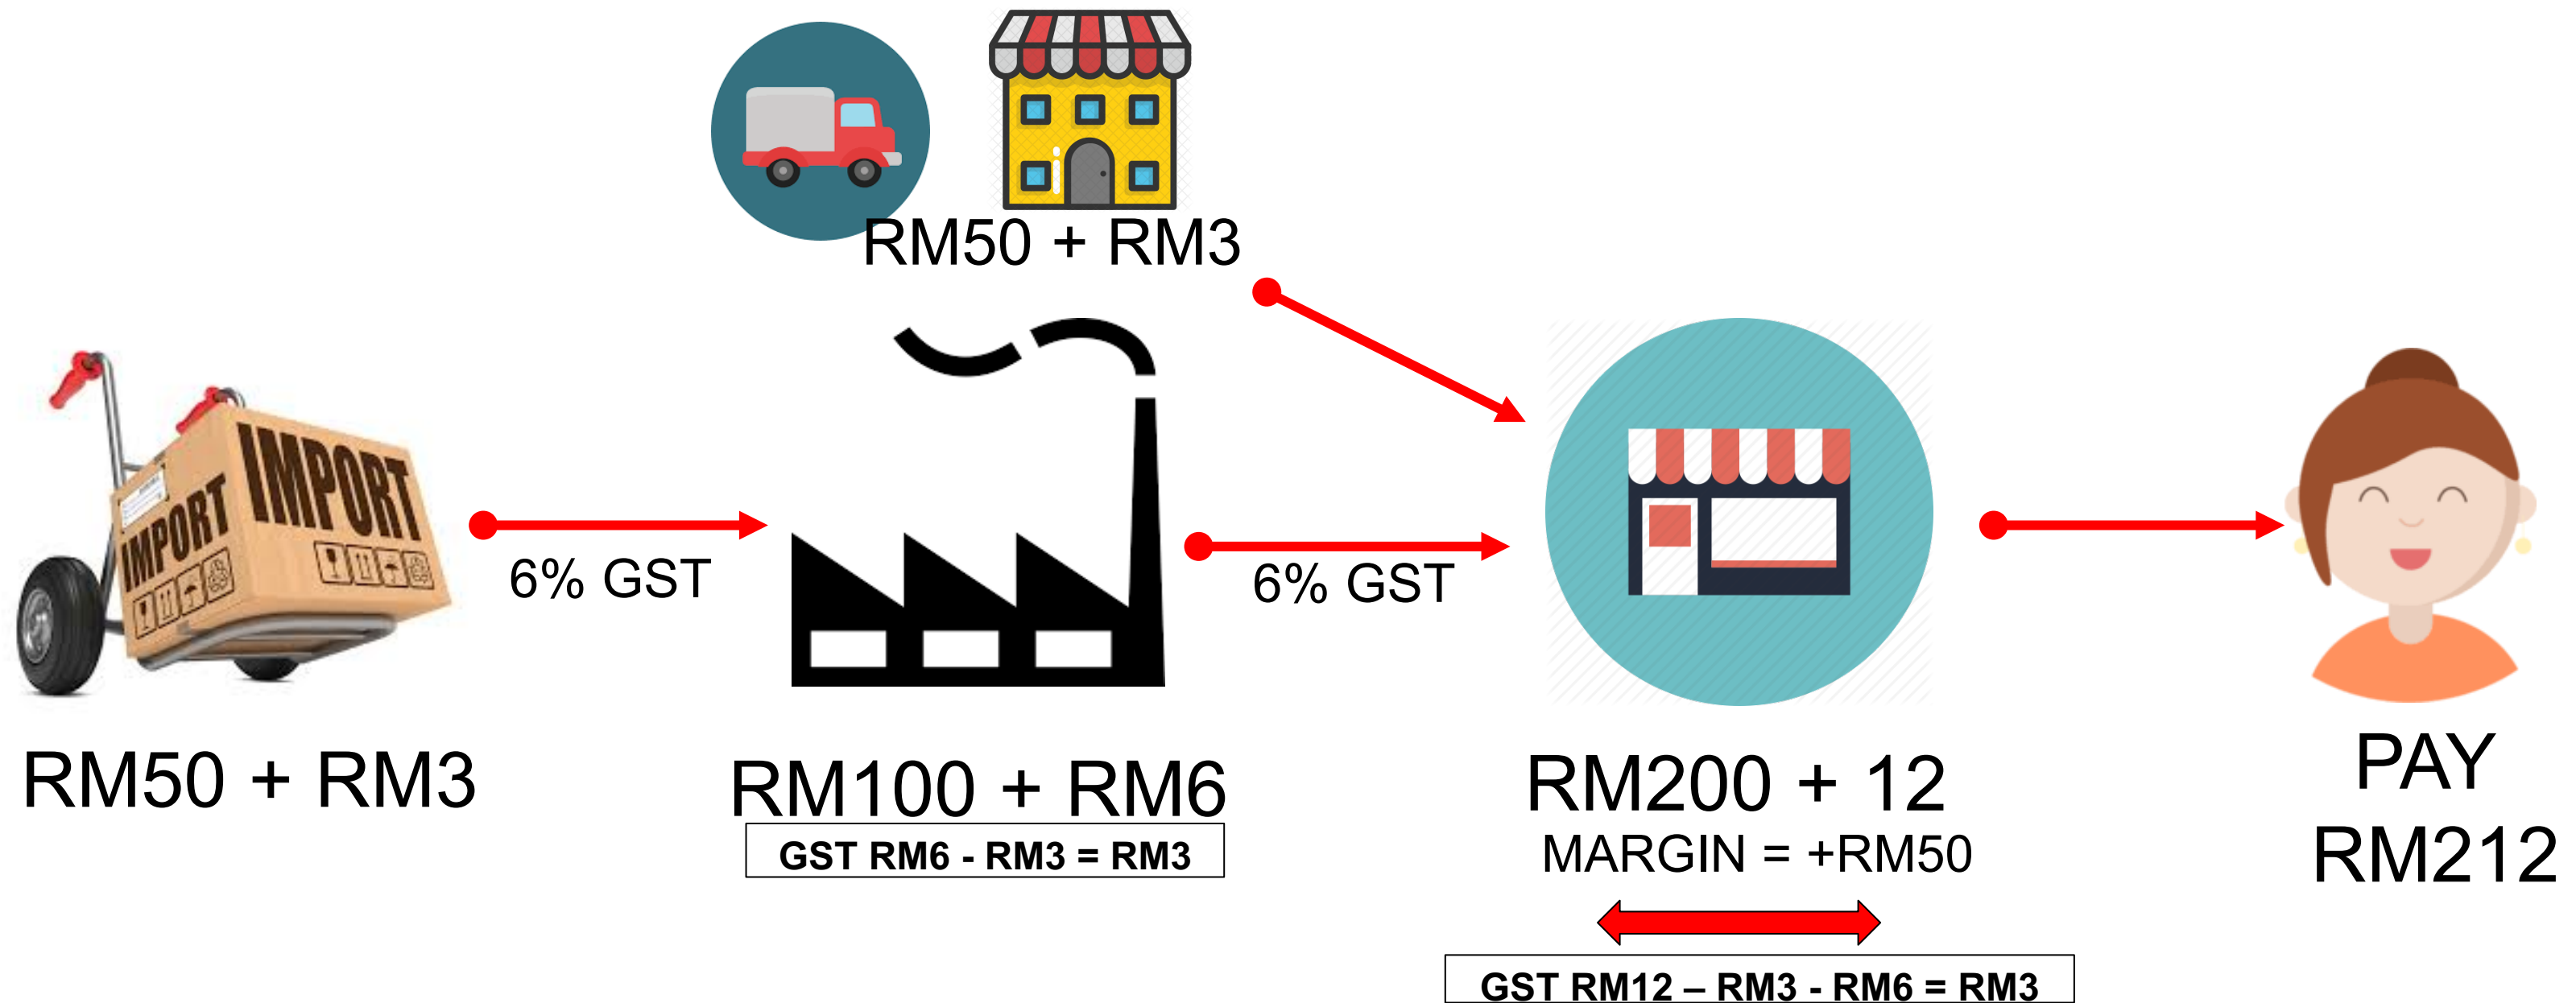 RM50 + RM3
IMPORT
IMPORT
6% GST
6% GST
RM50 + RM3
RM100 + RM6
GST RM6 - RM3 = RM3
RM200 + 12
MARGIN = +RM50
GST RM12 – RM3 - RM6 = RM3
PAY
RM212